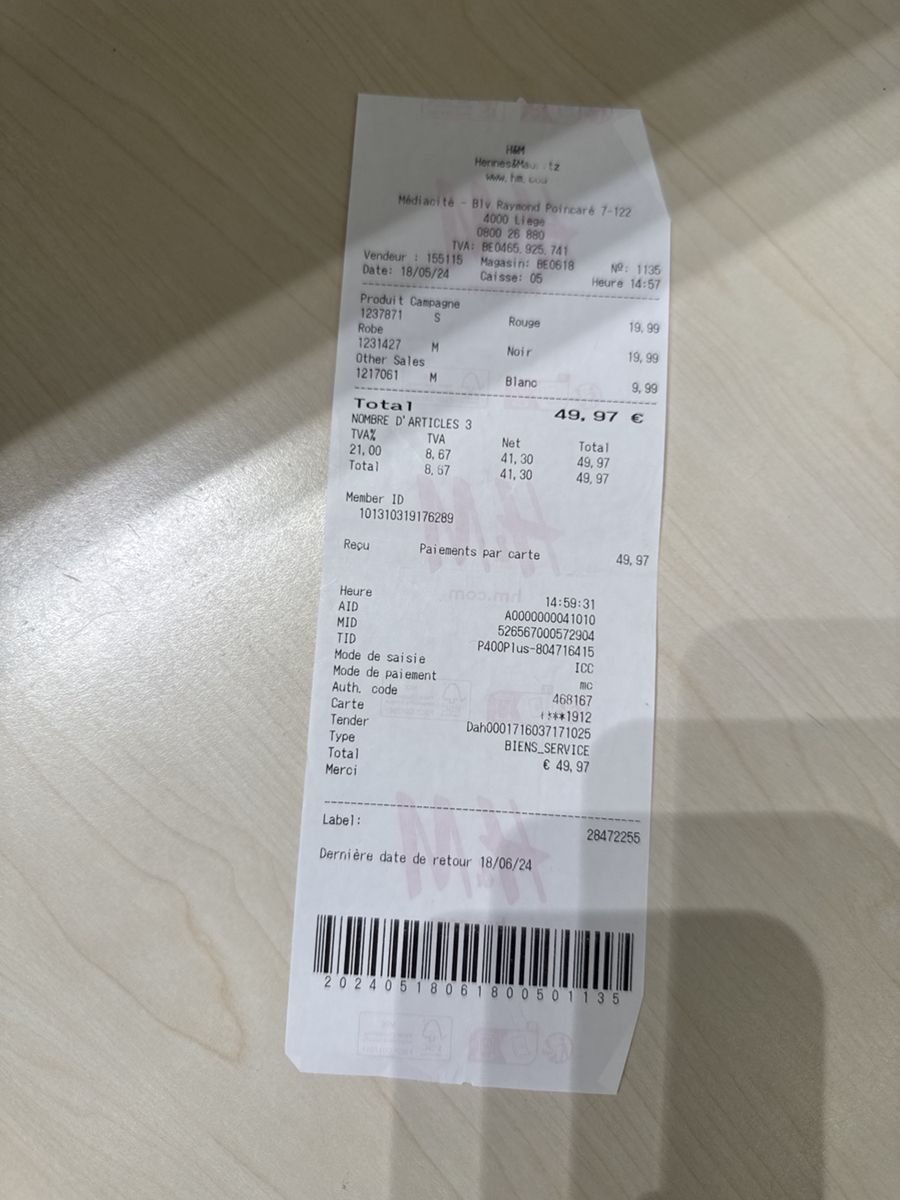 H&M
www.hm.com
Médiacité - Blv Raymond Poincaré 7-122
4000 Liège
0800 26 880
TVA: BE0465.925.741
Vendeur : 155115 Magasin: BE0618 Nº: 1135
Date: 18/05/24 Caisse: 05 Heure 14:57
Produit Campagne
1237871 S Rouge 19,99
Robe
1231427 M Noir 19,99
Other Sales
1217061 M Blanc 9,99
Total 49,97 €
NOMBRE D'ARTICLES 3
TVA% TVA Net Total
21,00 8,67 41,30 49,97
Total 8,67 41,30 49,97
Member ID
101310319176289
Reçu Paiements par carte 49,97
Heure 14:59:31
AID A0000000041010
MID 526567000572904
TID P400Plus-804716415
Mode de saisie ICC
Mode de paiement mc
Auth. code 468167
Carte ****1912
Tender Dah0001716037171025
Type BIENS_SERVICE
Total € 49,97
Merci
Label: 28472255
Dernière date de retour 18/06/24
20240518061800501135